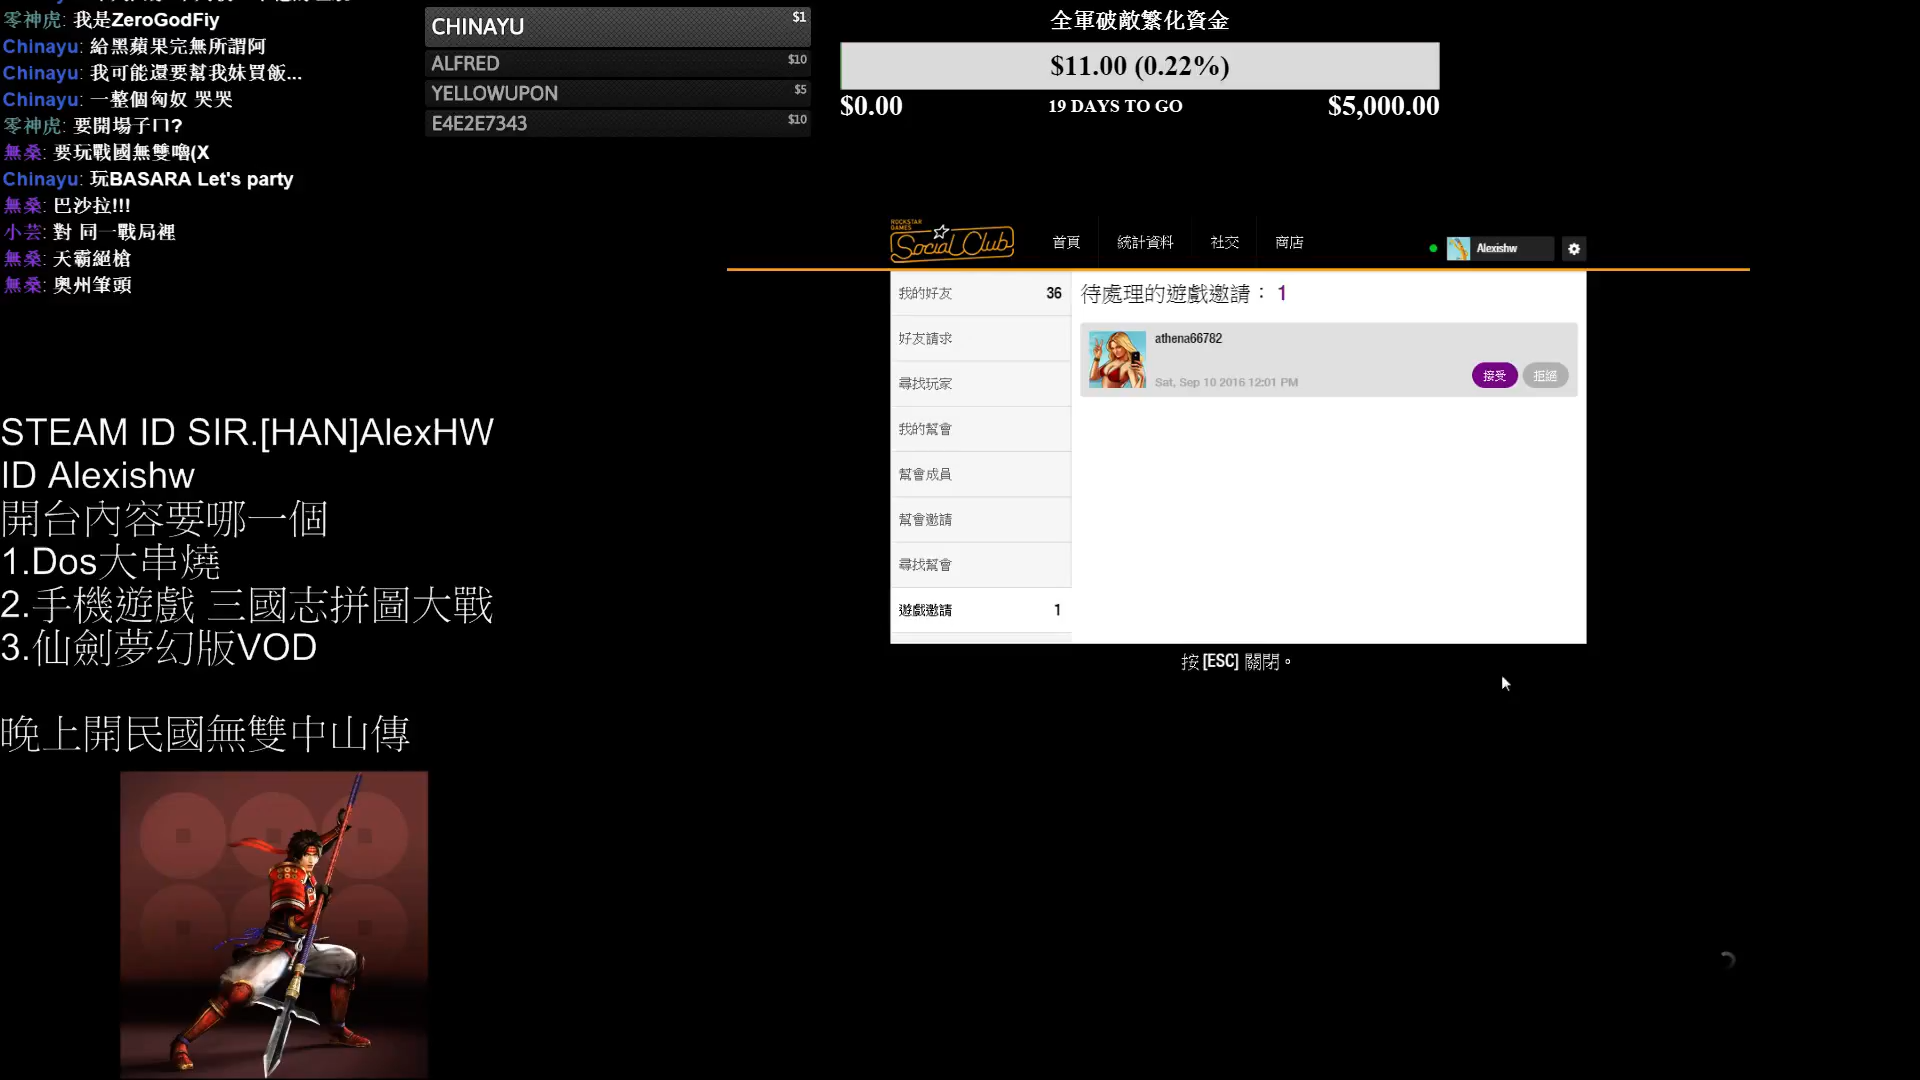 零神虎: 我是ZeroGodFiy
Chinayu: 給黑蘋果完無所謂阿
Chinayu: 我可能還要幫我妹買飯...
Chinayu: 一整個匈奴 哭哭
零神虎: 要開場子ㄇ?
無桑: 要玩戰國無雙嚕(X
Chinayu: 玩BASARA Let's party
無桑: 巴沙拉!!!
小芸: 對 同一戰局裡
無桑: 天霸絕槍
無桑: 奧州筆頭
CHINAYU $1
ALFRED $10
YELLOWUPON $5
E4E2E7343 $10
全軍破敵繁化資金
$11.00 (0.22%)
$0.00 19 DAYS TO GO $5,000.00
ROCKSTAR GAMES
Social Club
首頁 統計資料 社交 商店
Alexishw
我的好友 36
好友請求
尋找玩家
我的幫會
幫會成員
幫會邀請
尋找幫會
遊戲邀請 1
待處理的遊戲邀請： 1
athena66782
Sat, Sep 10 2016 12:01 PM
接受 拒絕
按 [ESC] 關閉。
STEAM ID SIR.[HAN]AlexHW
ID Alexishw
開台內容要哪一個
1.Dos大串燒
2.手機遊戲 三國志拼圖大戰
3.仙劍夢幻版VOD
晚上開民國無雙中山傳